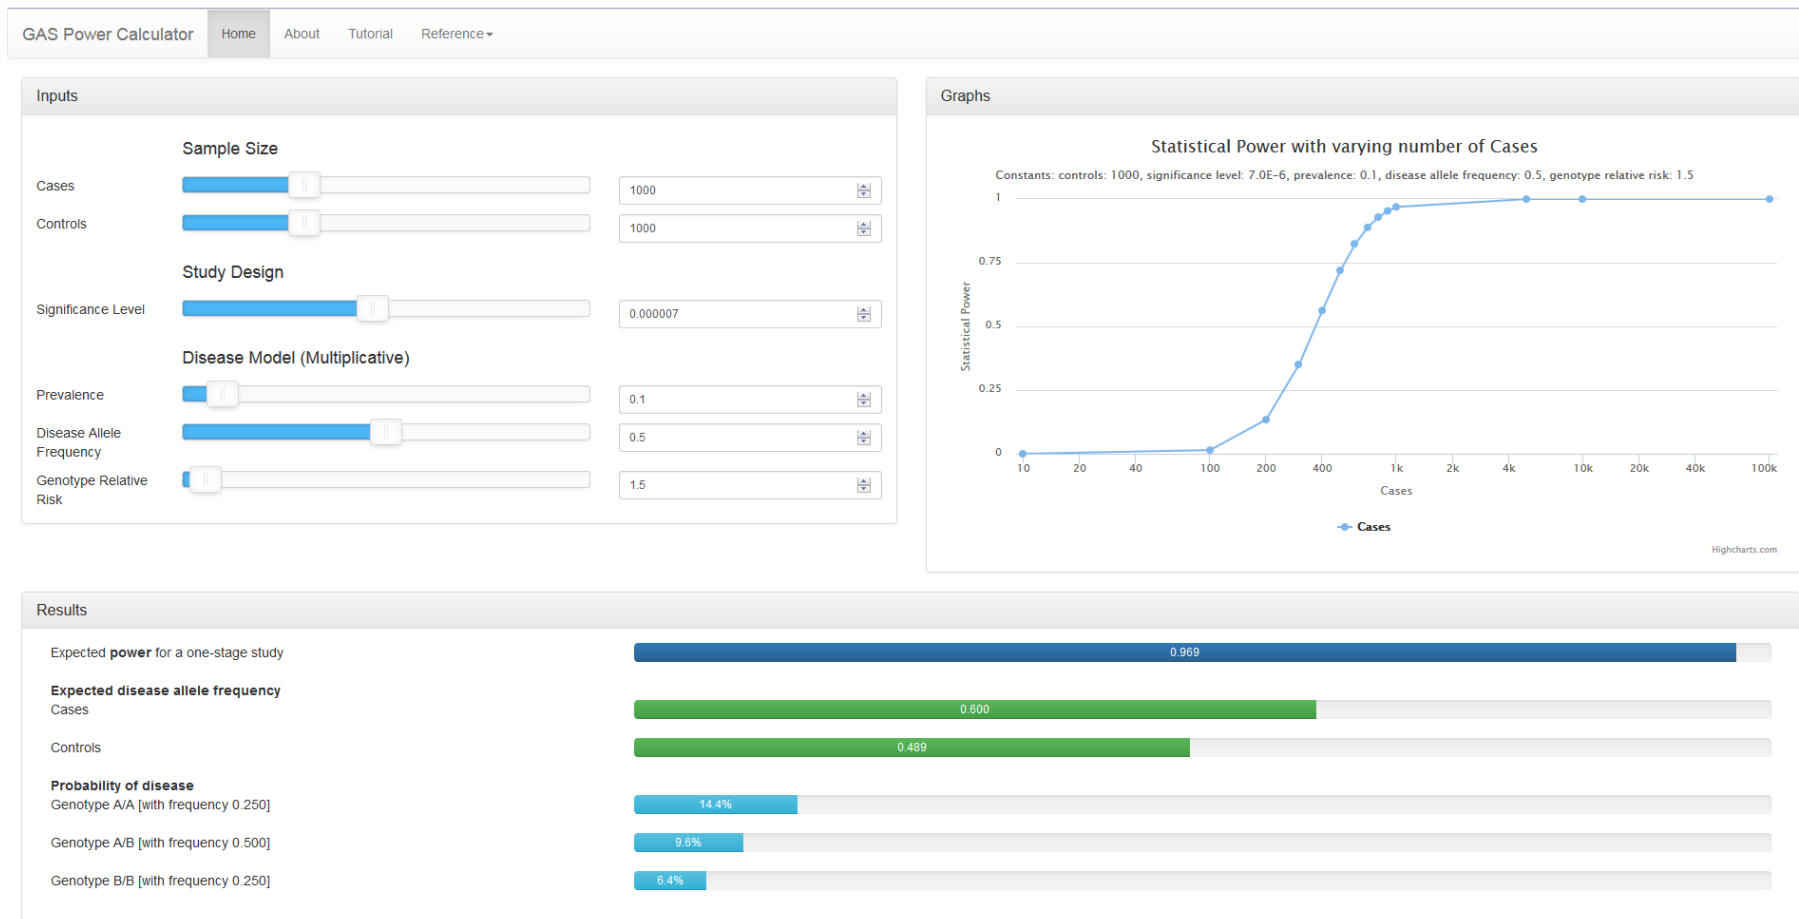 GAS Power Calculator Home About Tutorial Reference
Inputs
Sample Size
Cases 1000
Controls 1000
Study Design
Significance Level 0.000007
Disease Model (Multiplicative)
Prevalence 0.1
Disease Allele
Frequency 0.5
Genotype Relative
Risk 1.5
Graphs
Statistical Power with varying number of Cases
Constants: controls: 1000, significance level: 7.0E-6, prevalence: 0.1, disease allele frequency: 0.5, genotype relative risk: 1.5
Statistical Power
1
0.75
0.5
0.25
0
10 20 40 100 200 400 1k 2k 4k 10k 20k 40k 100k
Cases
Cases
Highcharts.com
Results
Expected power for a one-stage study 0.969
Expected disease allele frequency
Cases 0.600
Controls 0.489
Probability of disease
Genotype A/A [with frequency 0.250] 14.4%
Genotype A/B [with frequency 0.500] 9.6%
Genotype B/B [with frequency 0.250] 6.4%